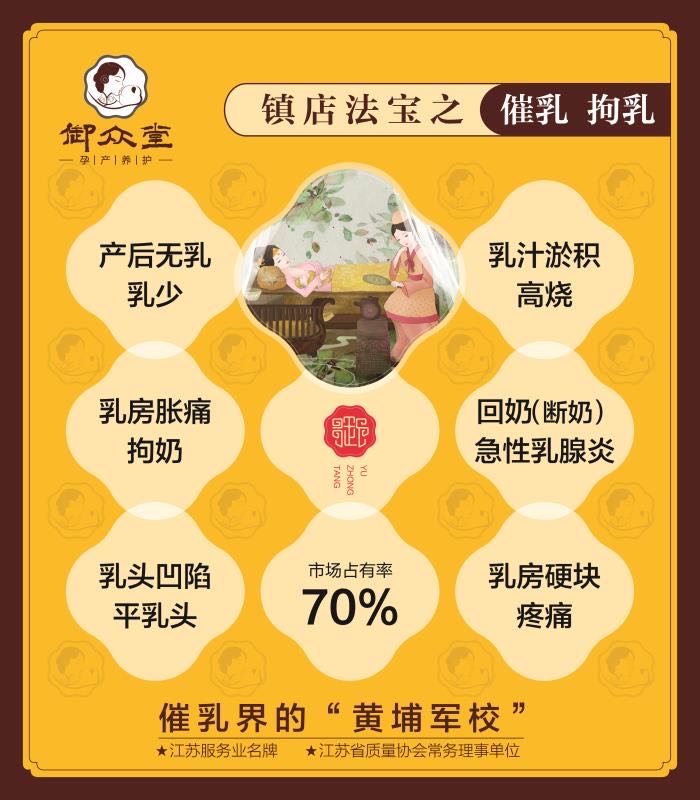 御众堂
孕|产|养|护
镇店法宝之 催乳 拘乳
产后无乳
乳少
乳汁淤积
高烧
乳房胀痛
拘奶
YU
ZHONG
TANG
回奶(断奶)
急性乳腺炎
乳头凹陷
平乳头
市场占有率
70%
乳房硬块
疼痛
催乳界的“黄埔军校”
★江苏服务业名牌 ★江苏省质量协会常务理事单位